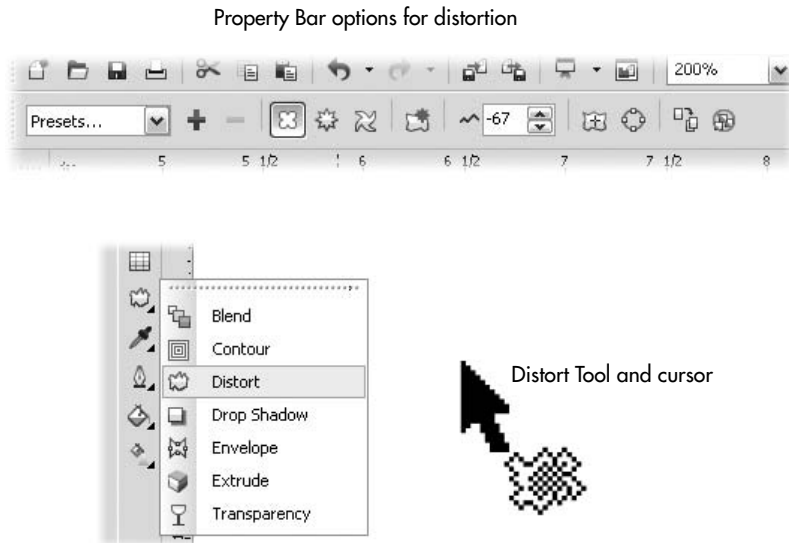 Property Bar options for distortion
200%
Presets...
-67
5 5 1/2 6 6 1/2 7 7 1/2 8
Blend
Contour
Distort
Drop Shadow
Envelope
Extrude
Transparency
Distort Tool and cursor